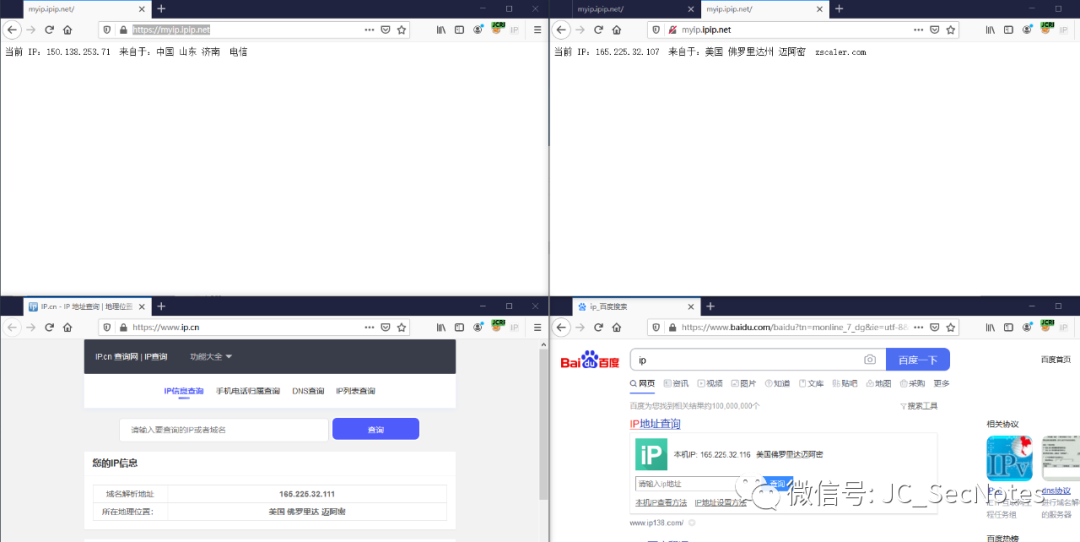 myip.ipip.net/
https://myip.ipip.net
当前 IP: 150.138.253.71 来自于: 中国 山东 济南 电信
myip.ipip.net/
myip.ipip.net/
myip.ipip.net
当前 IP: 165.225.32.107 来自于: 美国 佛罗里达州 迈阿密 zscaler.com
IP.cn - IP 地址查询 | 地理位置
https://www.ip.cn
IP.cn 查询网 | IP查询
功能大全
IP信息查询 手机电话归属查询 DNS查询 IP列表查询
请输入要查询的IP或者域名
查询
您的IP信息
域名解析地址 165.225.32.111
所在地理位置: 美国 佛罗里达 迈阿密
ip_百度搜索
https://www.baidu.com/baidu?tn=monline_7_dg&ie=utf-8&
Bai du 百度
ip
百度一下
百度首页
网页 资讯 视频 图片 知道 文库 贴吧 地图 采购 更多
百度为您找到相关结果约100,000,000个
搜索工具
IP地址查询
iP
本机IP: 165.225.32.116 美国佛罗里达迈阿密
请输入ip地址
查询
本机IP查看方法 IP地址设置方法
www.ip138.com/
相关协议
IPv
dns协议
进行域名解
程任务组
的服务器
百度热榜
微信号: JC_SecNotes